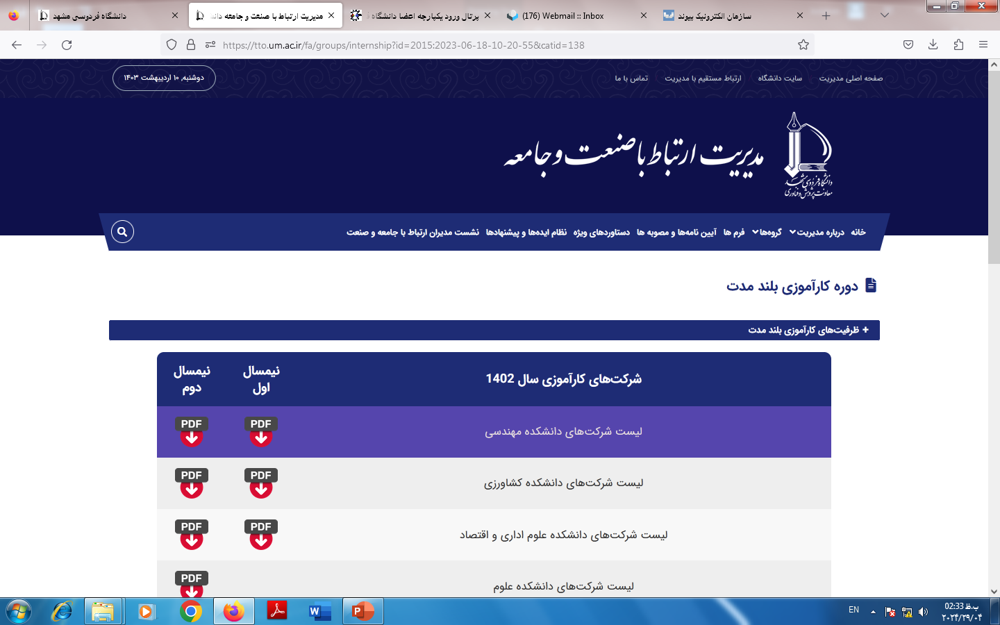 دانشگاه فردوسی مشهد
مدیریت ارتباط با صنعت و جامعه
پرتال ورود یکپارچه اعضا دانشگاه
(176) Webmail :: Inbox
سازمان الکترونیک پیوند
https://tto.um.ac.ir/fa/groups/internship?id=2015:2023-06-18-10-20-55&catid=138
صفحه اصلی مدیریت سایت دانشگاه ارتباط مستقیم با مدیریت تماس با ما
دوشنبه, ۱۰ اردیبهشت ۱۴۰۳
مدیریت ارتباط با صنعت و جامعه
دانشگاه فردوسی مشهد
معاونت پژوهش و فناوری
خانه درباره مدیریت گروه‌ها فرم ها آیین نامه‌ها و مصوبه ها دستاوردهای ویژه نظام ایده‌ها و پیشنهادها نشست مدیران ارتباط با جامعه و صنعت
دوره کارآموزی بلند مدت
+ ظرفیت‌های کارآموزی بلند مدت
شرکت‌های کارآموزی سال 1402 نیمسال اول نیمسال دوم
لیست شرکت‌های دانشکده مهندسی PDF PDF
لیست شرکت‌های دانشکده کشاورزی PDF PDF
لیست شرکت‌های دانشکده علوم اداری و اقتصاد PDF PDF
لیست شرکت‌های دانشکده علوم PDF
EN
02:33 ب.ظ
۲۰۲۴/۲۹/۰۴